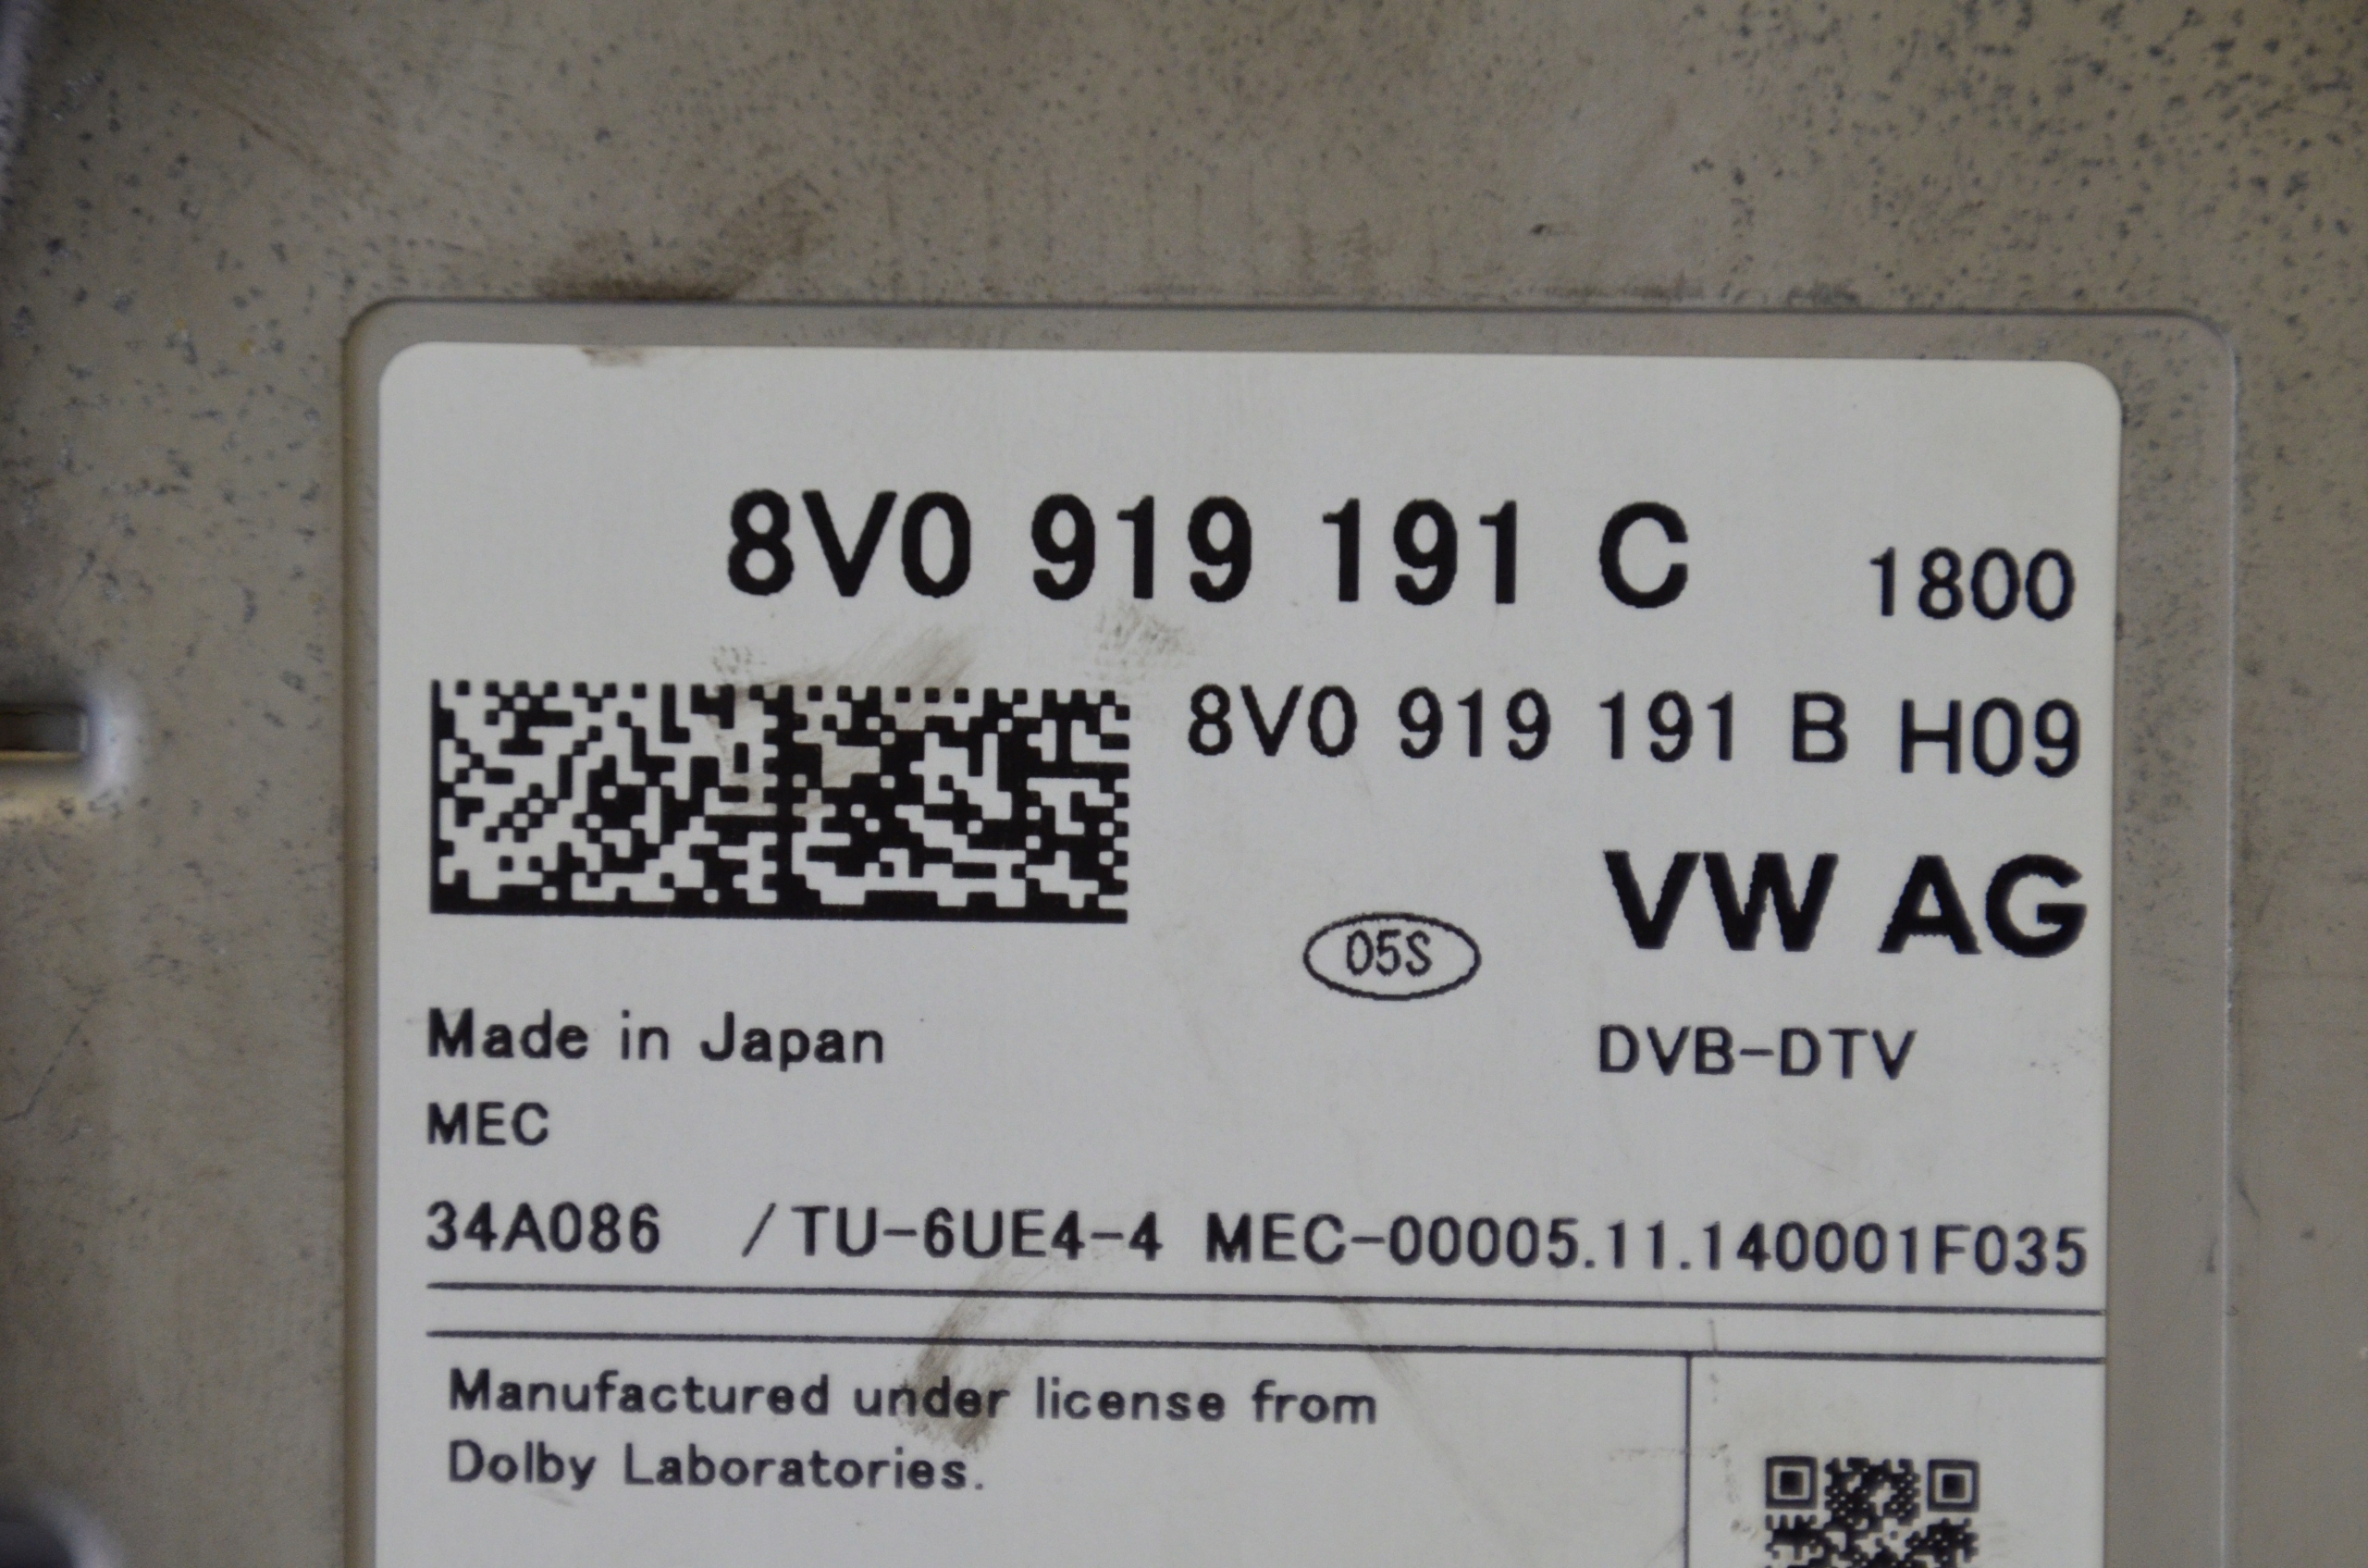 8V0 919 191 C 1800
8V0 919 191 B H09
VW AG
05S
Made in Japan DVB-DTV
MEC
34A086 /TU-6UE4-4 MEC-00005.11.140001F035
Manufactured under license from
Dolby Laboratories.